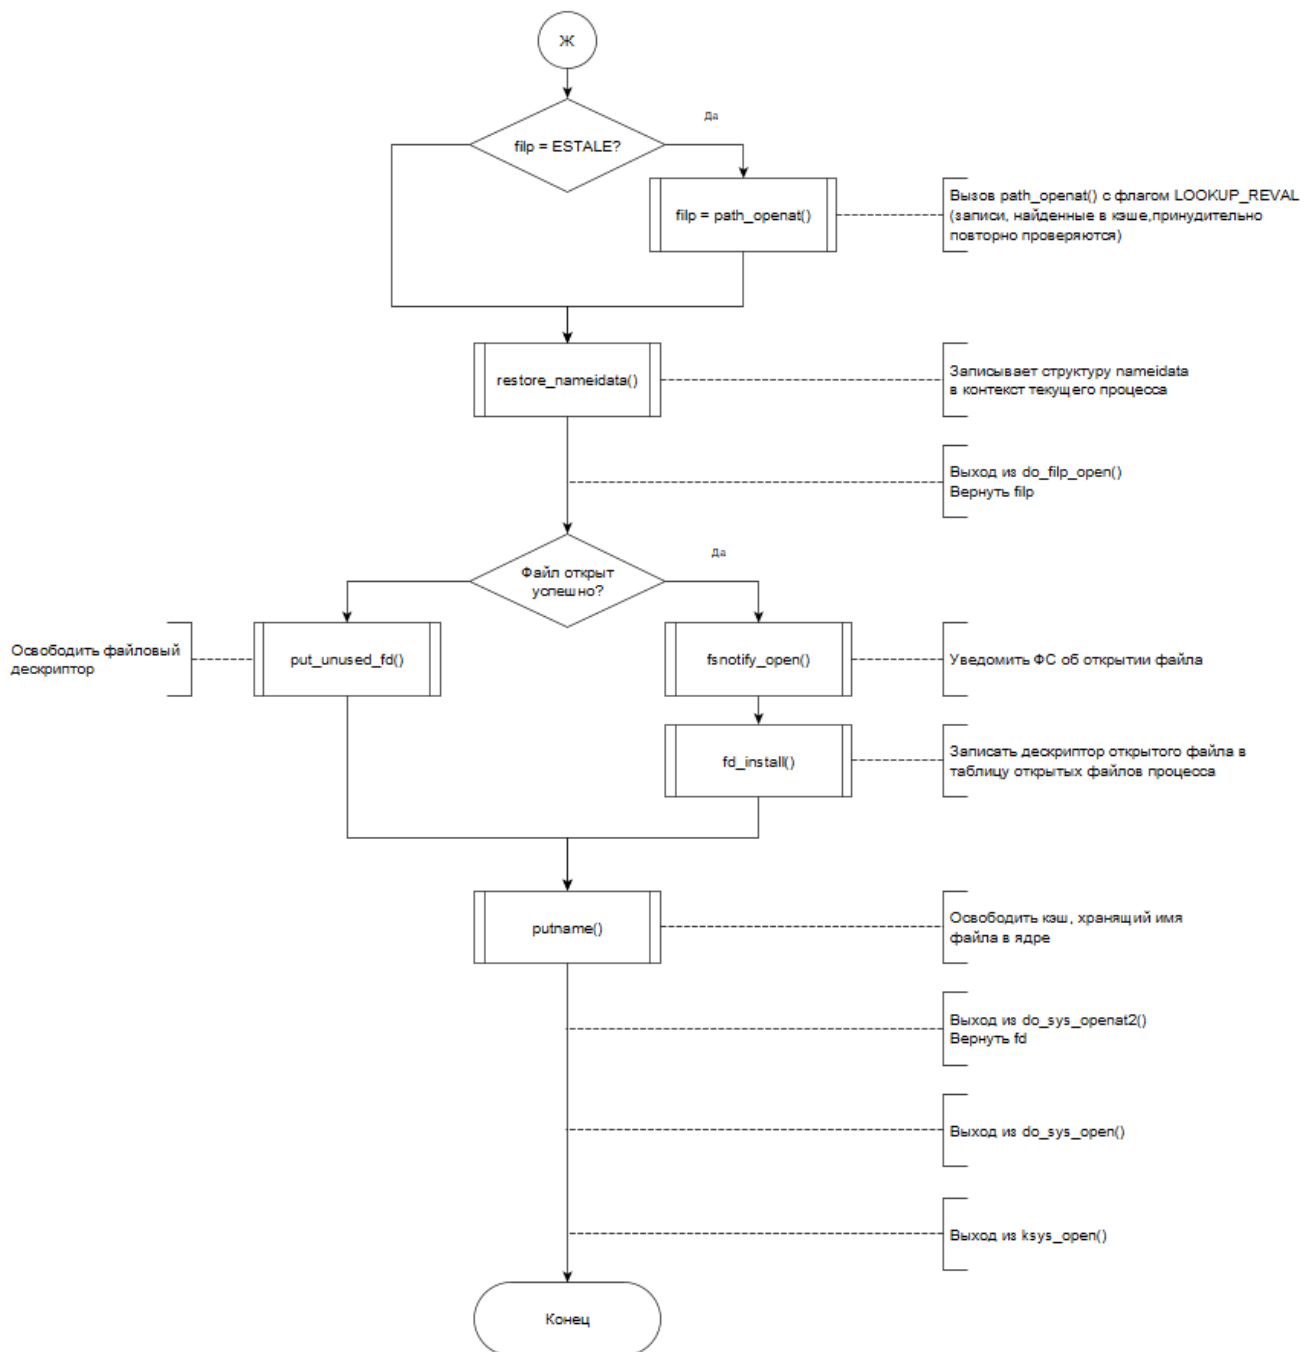 Ж
Да
filp = ESTALE?
filp = path_openat()
Вызов path_openat() с флагом LOOKUP_REVAL
(записи, найденные в кэше,принудительно
повторно проверяются)
restore_nameidata()
Записывает структуру nameidata
в контекст текущего процесса
Выход из do_filp_open()
Вернуть filp
Да
Файл открыт
успешно?
Освободить файловый
дескриптор
put_unused_fd()
fsnotify_open()
Уведомить ФС об открытии файла
fd_install()
Записать дескриптор открытого файла в
таблицу открытых файлов процесса
putname()
Освободить кэш, хранящий имя
файла в ядре
Выход из do_sys_openat2()
Вернуть fd
Выход из do_sys_open()
Выход из ksys_open()
Конец